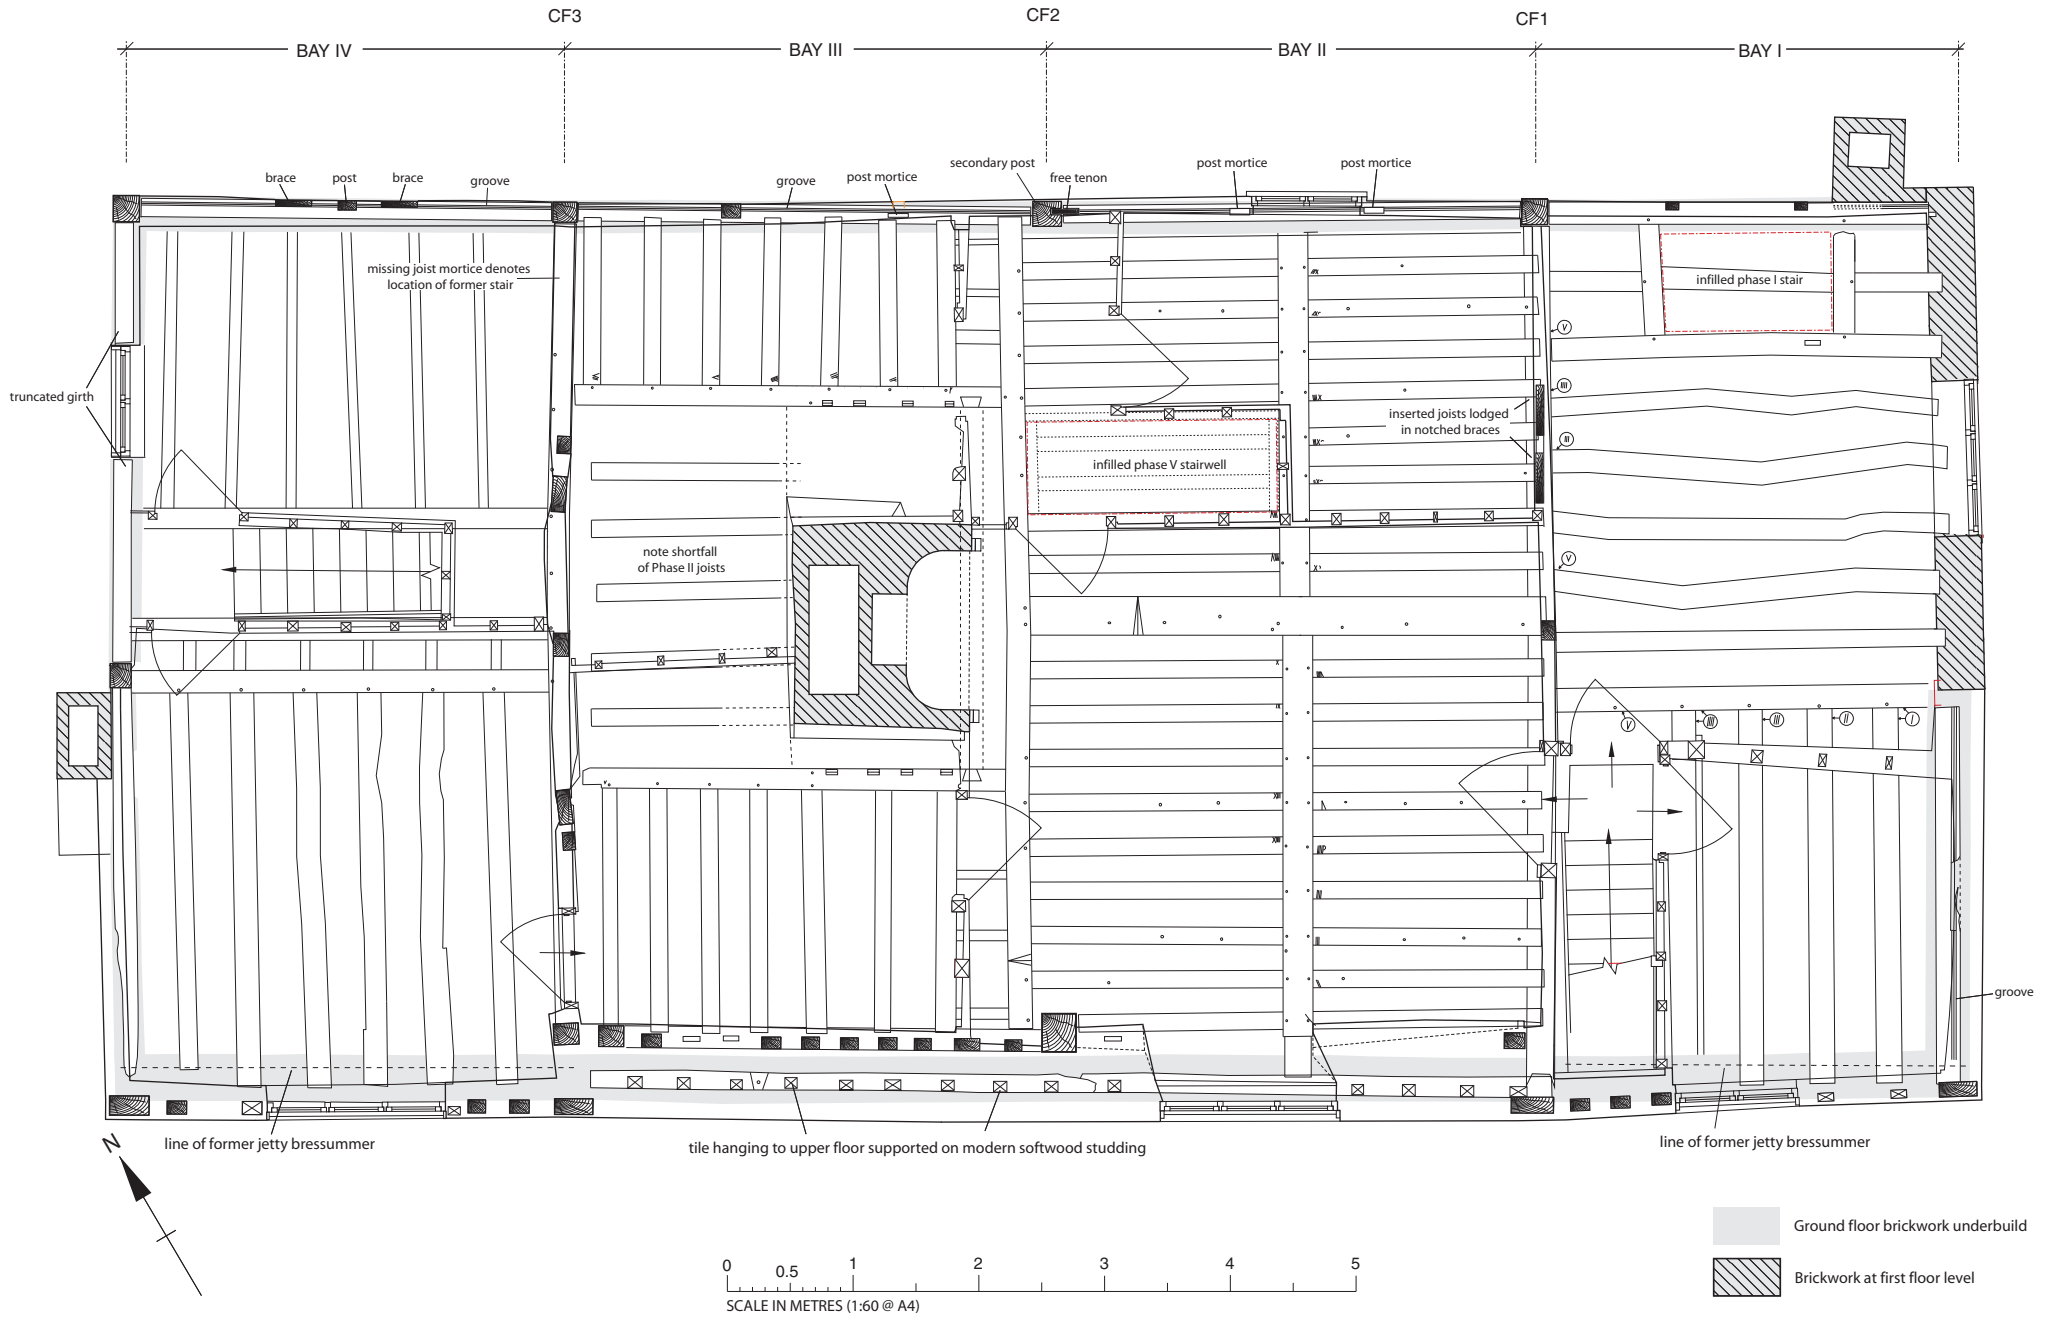 CF3
CF2
CF1
BAY IV
BAY III
BAY II
BAY I
brace
post
brace
groove
groove
post mortice
secondary post
free tenon
post mortice
post mortice
missing joist mortice denotes
location of former stair
infilled phase I stair
truncated girth
inserted joists lodged
in notched braces
infilled phase V stairwell
note shortfall
of Phase II joists
V
IIII
III
V
V
IIII
III
II
I
groove
line of former jetty bressummer
tile hanging to upper floor supported on modern softwood studding
line of former jetty bressummer
N
Ground floor brickwork underbuild
Brickwork at first floor level
0
0.5
1
2
3
4
5
SCALE IN METRES (1:60 @ A4)